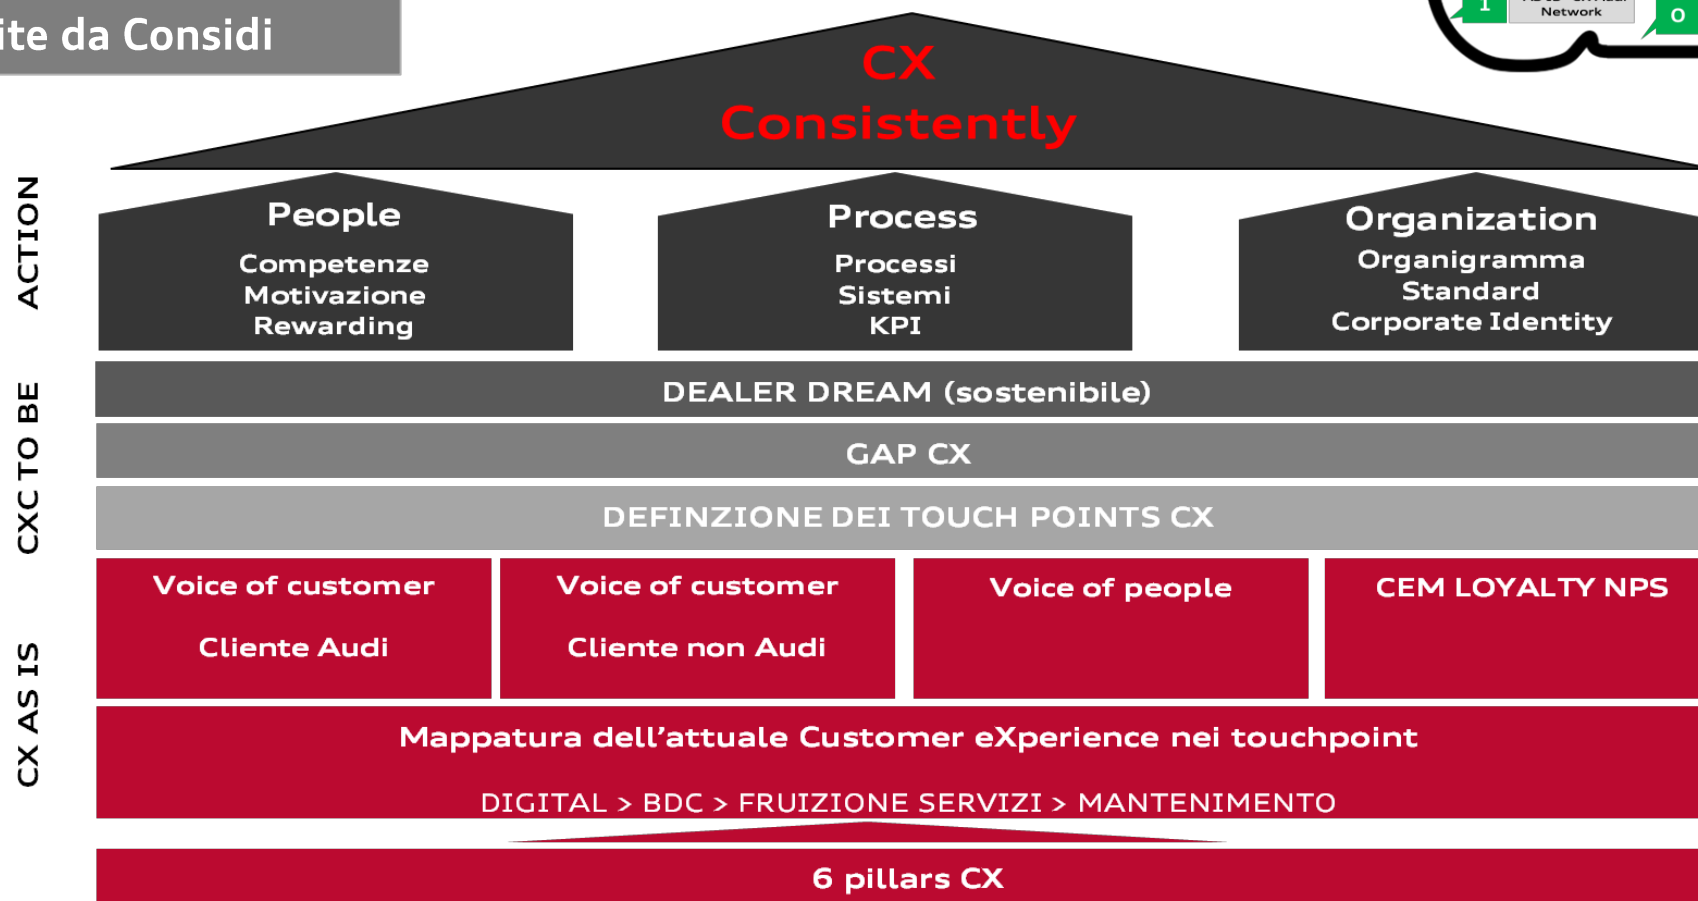 ite da Considi
1
Network
O
CX
Consistently
ACTION
People
Competenze
Motivazione
Rewarding
Process
Processi
Sistemi
KPI
Organization
Organigramma
Standard
Corporate Identity
CXC TO BE
DEALER DREAM (sostenibile)
GAP CX
DEFINZIONE DEI TOUCH POINTS CX
CX AS IS
Voice of customer
Cliente Audi
Voice of customer
Cliente non Audi
Voice of people
CEM LOYALTY NPS
Mappatura dell'attuale Customer eXperience nei touchpoint
DIGITAL > BDC > FRUIZIONE SERVIZI > MANTENIMENTO
6 pillars CX